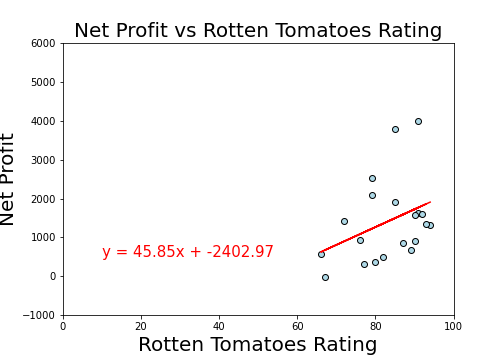 Net Profit vs Rotten Tomatoes Rating
6000
5000
4000
3000
2000
1000
0
−1000
Net Profit
y = 45.85x + -2402.97
0 20 40 60 80 100
Rotten Tomatoes Rating